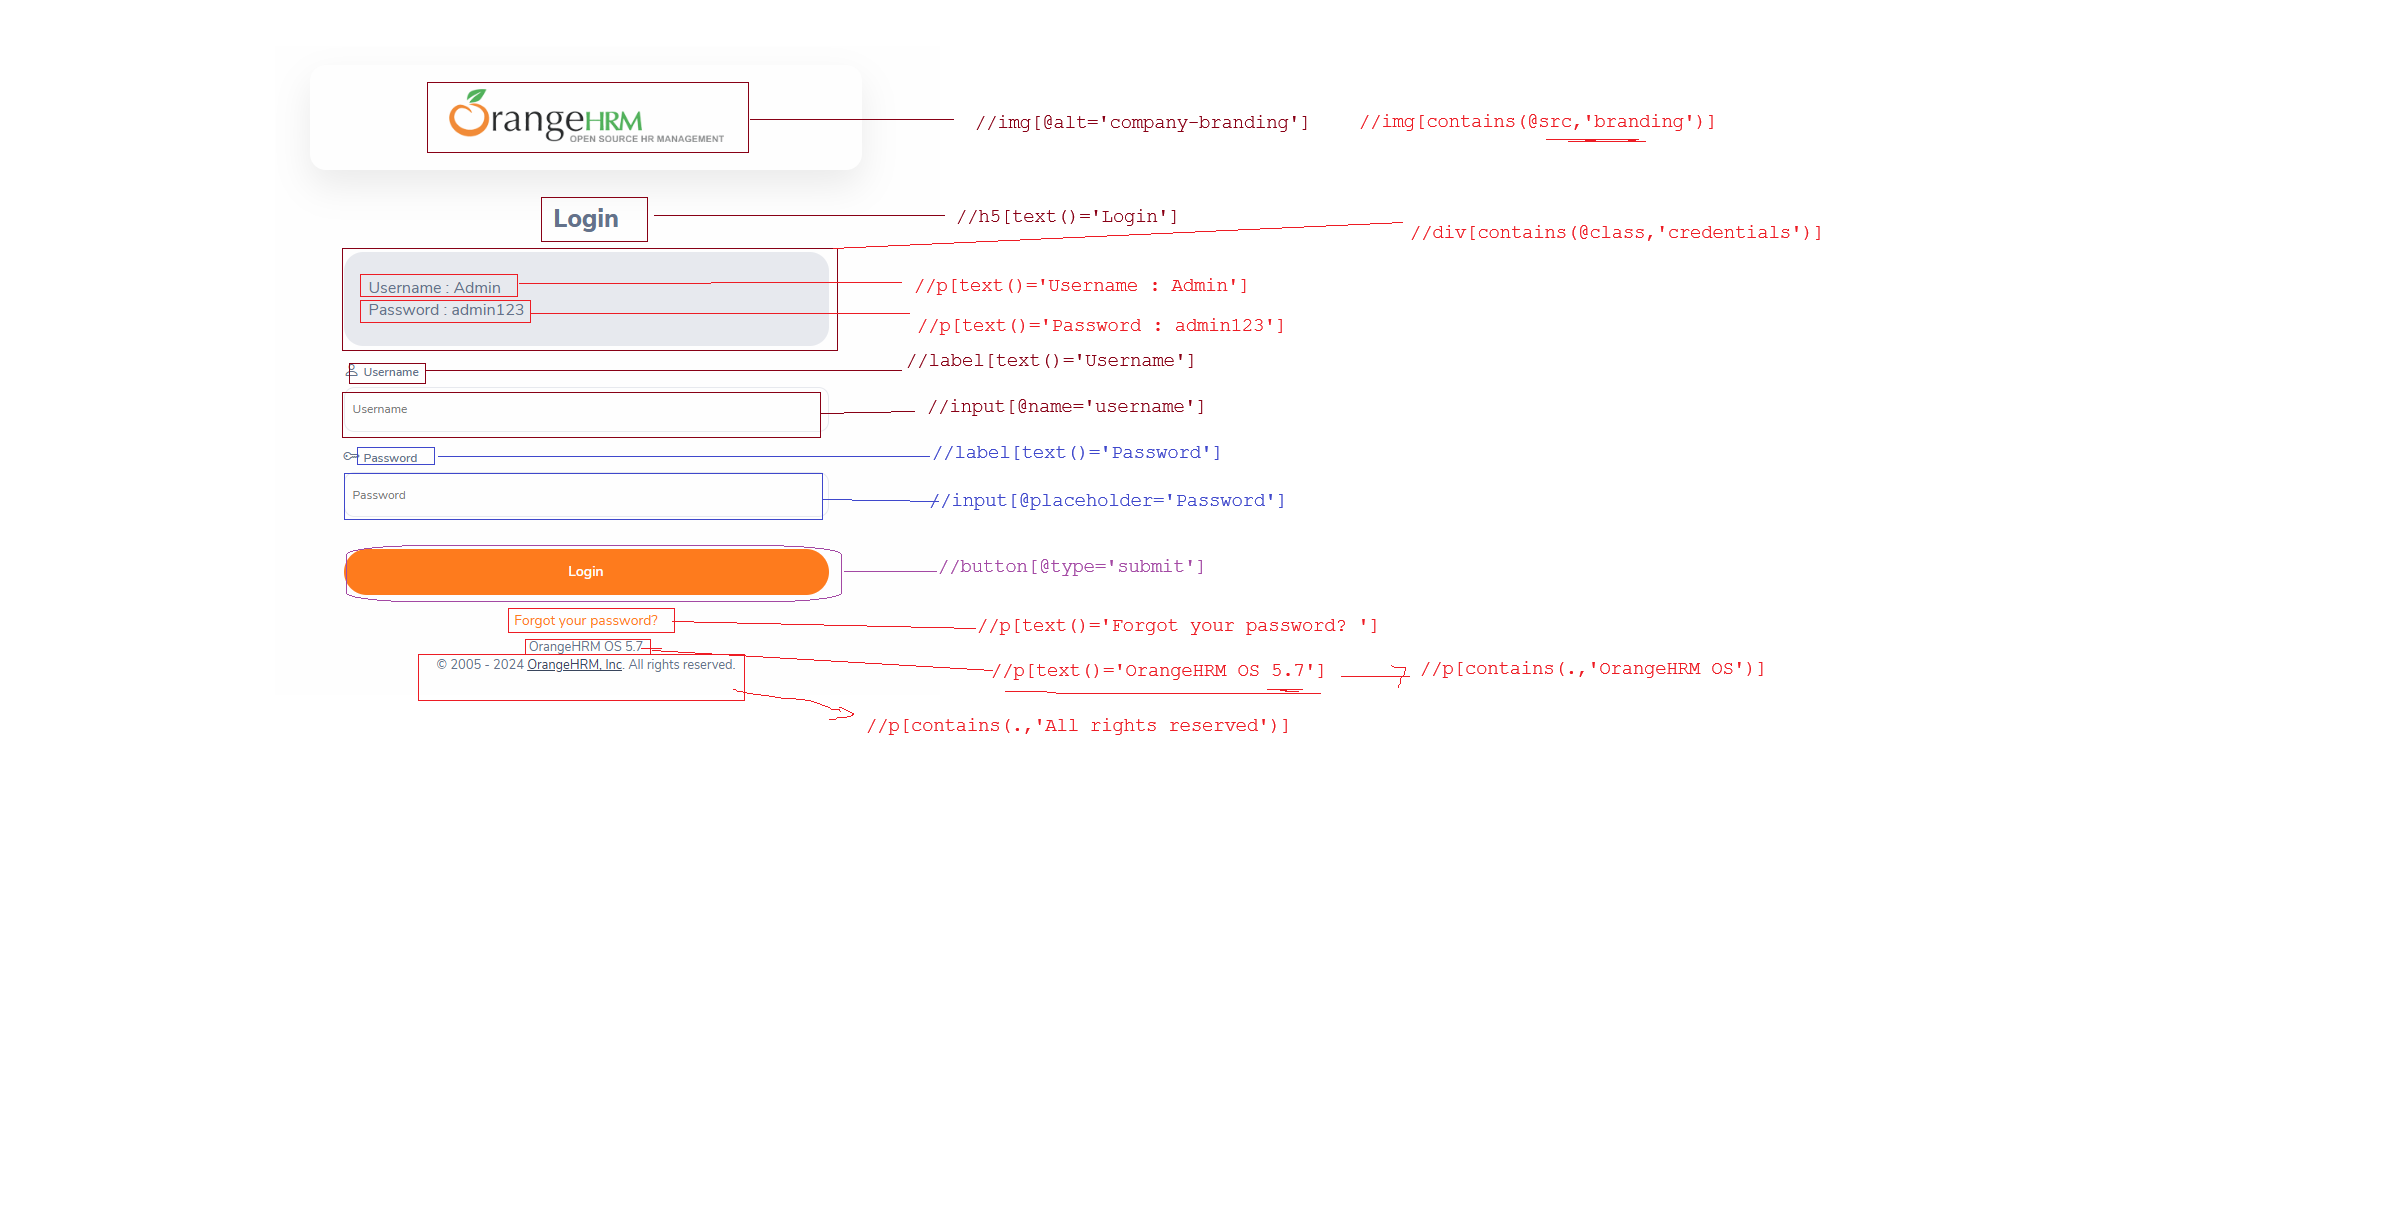 OrangeHRM
OPEN SOURCE HR MANAGEMENT
//img[@alt='company-branding']
//img[contains(@src,'branding')]
Login
//h5[text()='Login']
//div[contains(@class,'credentials')]
Username : Admin
//p[text()='Username : Admin']
Password : admin123
//p[text()='Password : admin123']
Username
//label[text()='Username']
Username
//input[@name='username']
Password
//label[text()='Password']
Password
//input[@placeholder='Password']
Login
//button[@type='submit']
Forgot your password?
//p[text()='Forgot your password? ']
OrangeHRM OS 5.7
//p[text()='OrangeHRM OS 5.7']
//p[contains(.,'OrangeHRM OS')]
© 2005 - 2024 OrangeHRM, Inc. All rights reserved.
//p[contains(.,'All rights reserved')]